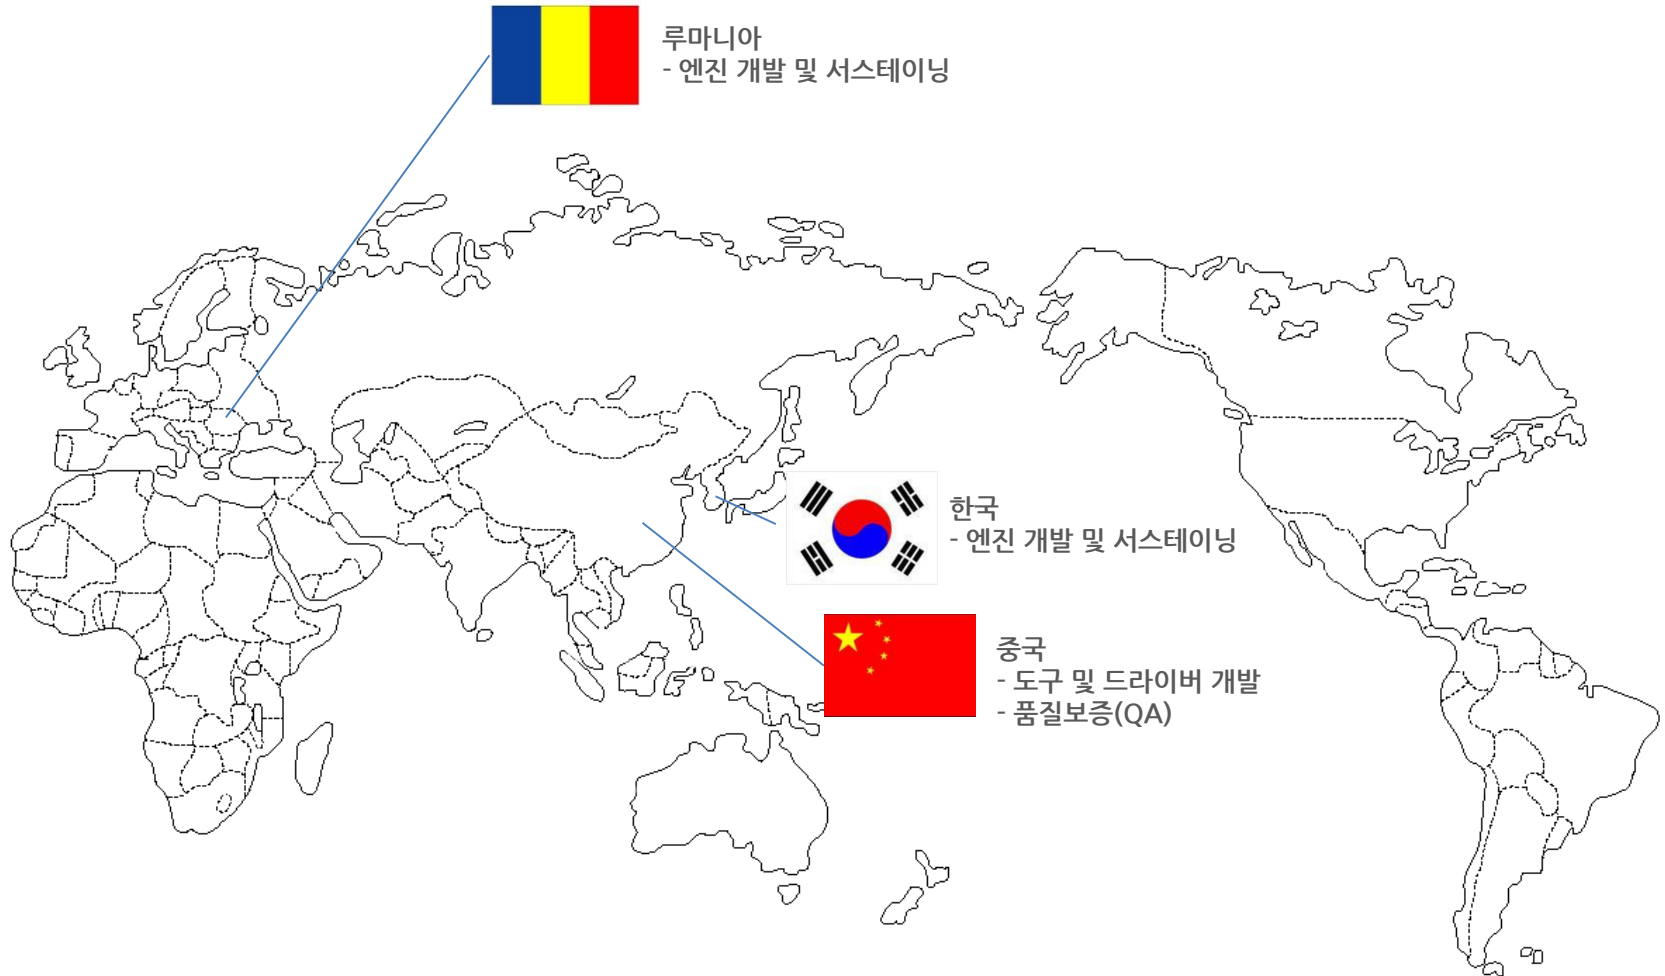 루마니아
- 엔진 개발 및 서스테이닝
한국
- 엔진 개발 및 서스테이닝
중국
- 도구 및 드라이버 개발
- 품질보증(QA)